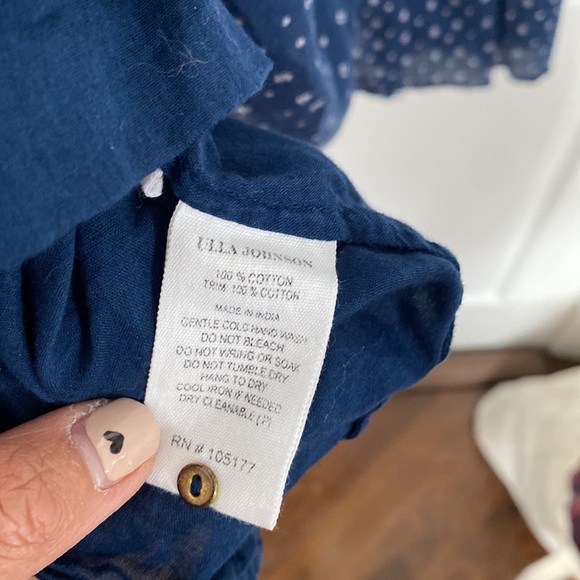 ULLA JOHNSON
100 % COTTON
TRIM: 100 % COTTON
MADE IN INDIA
GENTLE COLD HAND WASH
DO NOT BLEACH
DO NOT WRING OR SOAK
DO NOT TUMBLE DRY
HANG TO DRY
COOL IRON IF NEEDED
DRY CLEANABLE (P)
RN # 105177